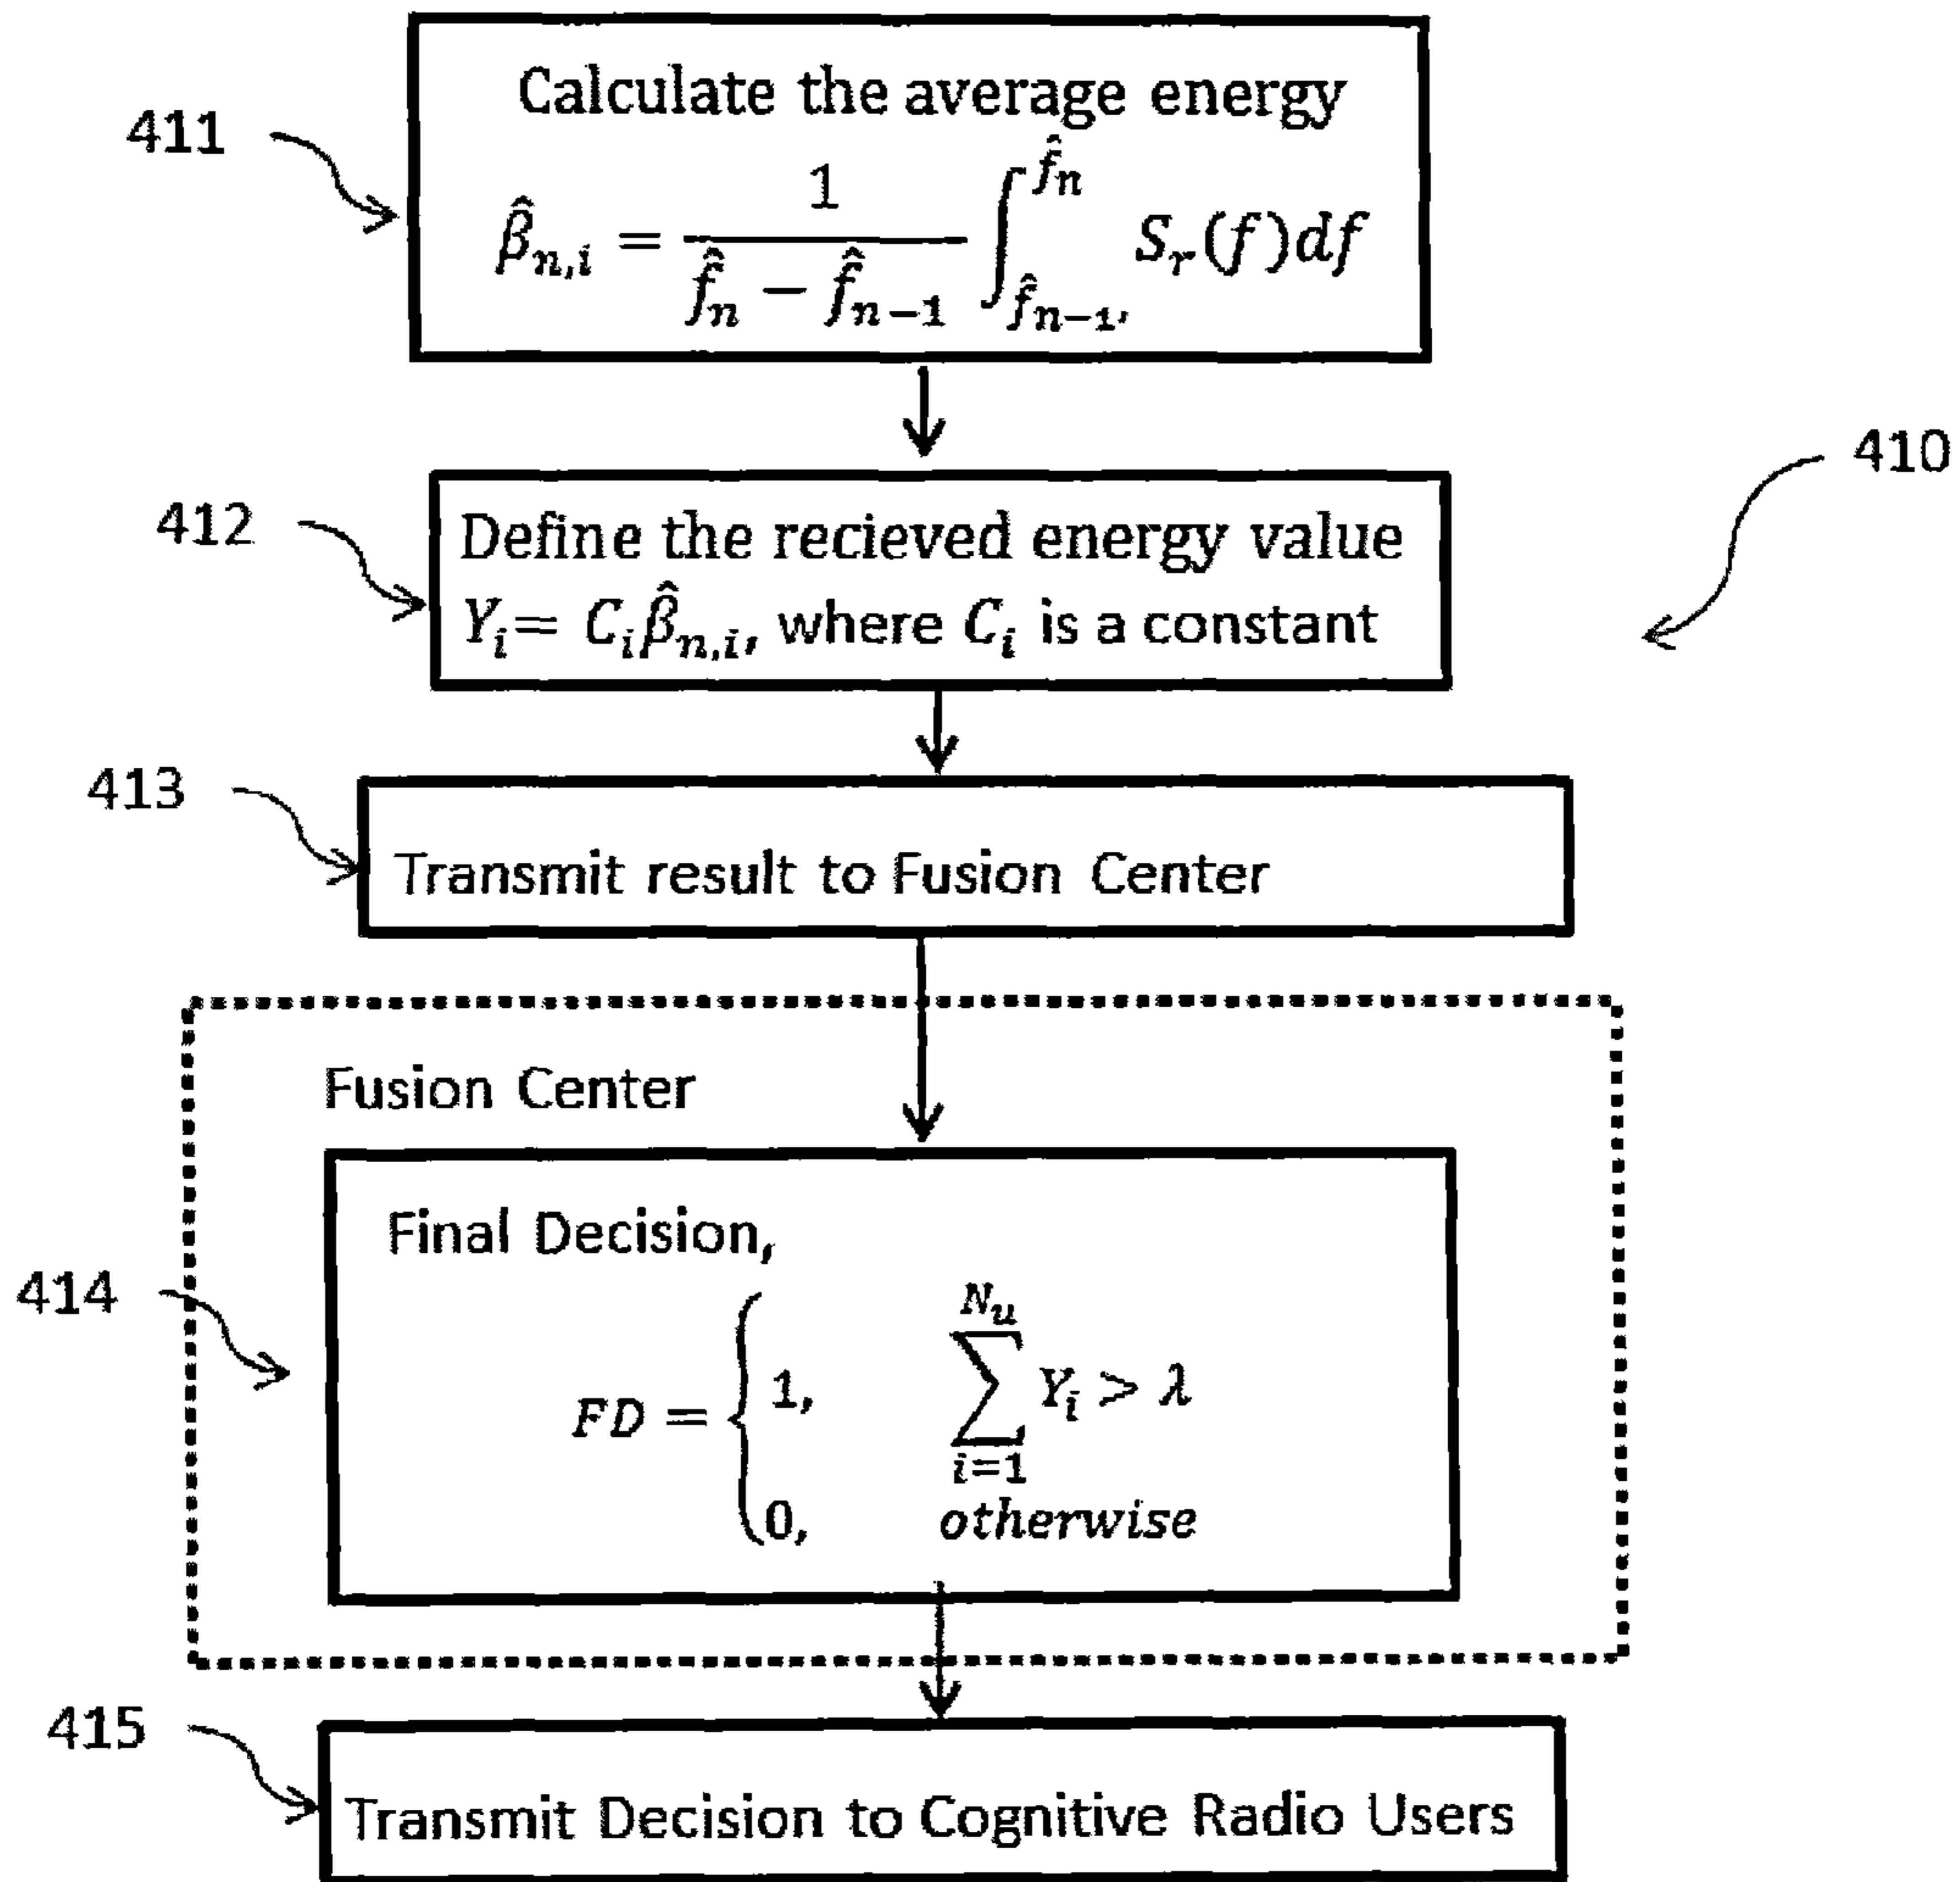 411
Calculate the average energy
β̂n,i = 1 / (f̂n − f̂n−1) ∫_{f̂n−1,}^{f̂n} Sr(f)df
410
412
Define the recieved energy value
Yi= Ci β̂n,i, where Ci is a constant
413
Transmit result to Fusion Center
Fusion Center
414
Final Decision,
FD = { 1, ∑_{i=1}^{Nu} Yi > λ
0, otherwise
415
Transmit Decision to Cognitive Radio Users